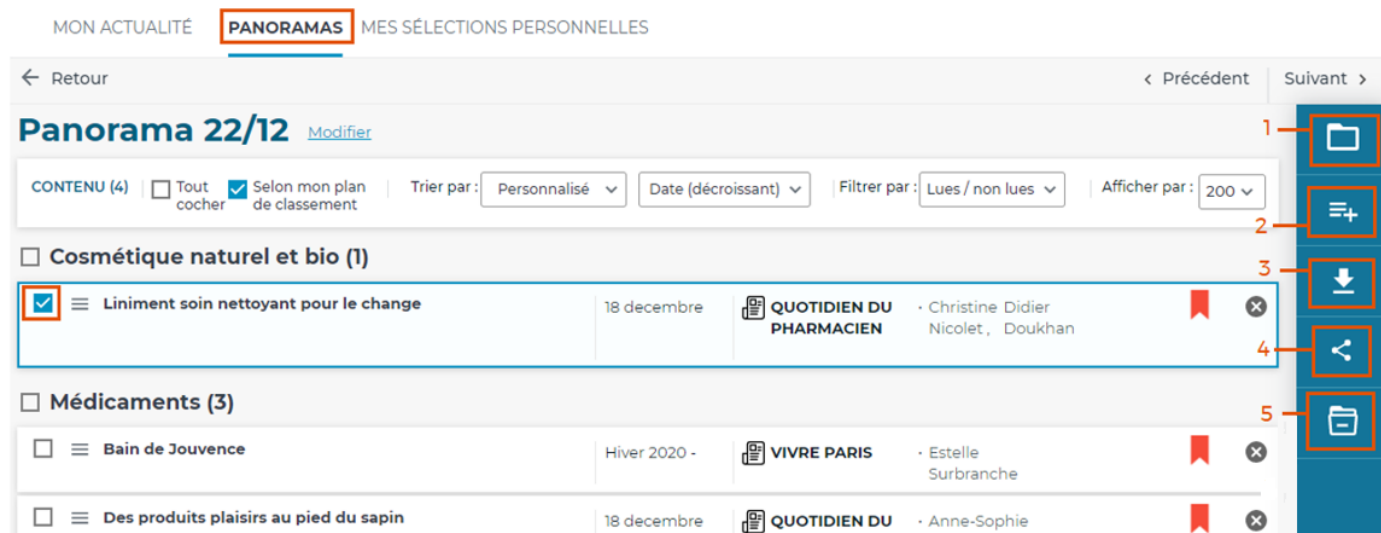 MON ACTUALITÉ PANORAMAS MES SÉLECTIONS PERSONNELLES
← Retour < Précédent Suivant >
Panorama 22/12 Modifier
1
CONTENU (4) Tout cocher Selon mon plan de classement Trier par : Personnalisé Date (décroissant) Filtrer par : Lues / non lues Afficher par : 200
2
Cosmétique naturel et bio (1)
3
Liniment soin nettoyant pour le change 18 decembre QUOTIDIEN DU PHARMACIEN • Christine Didier Nicolet , Doukhan
4
Médicaments (3)
5
Bain de Jouvence Hiver 2020 - VIVRE PARIS • Estelle Surbranche
Des produits plaisirs au pied du sapin 18 decembre QUOTIDIEN DU • Anne-Sophie